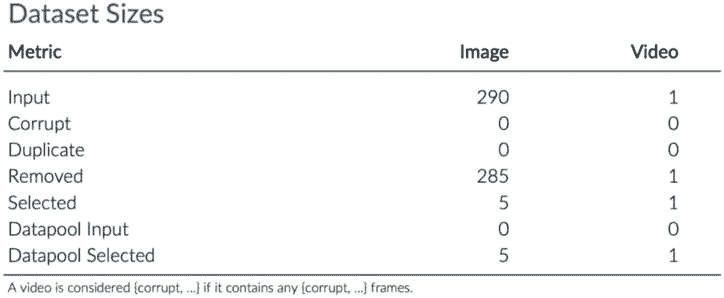 Dataset Sizes
Metric Image Video
Input 290 1
Corrupt 0 0
Duplicate 0 0
Removed 285 1
Selected 5 1
Datapool Input 0 0
Datapool Selected 5 1
A video is considered {corrupt, ...} if it contains any {corrupt, ...} frames.